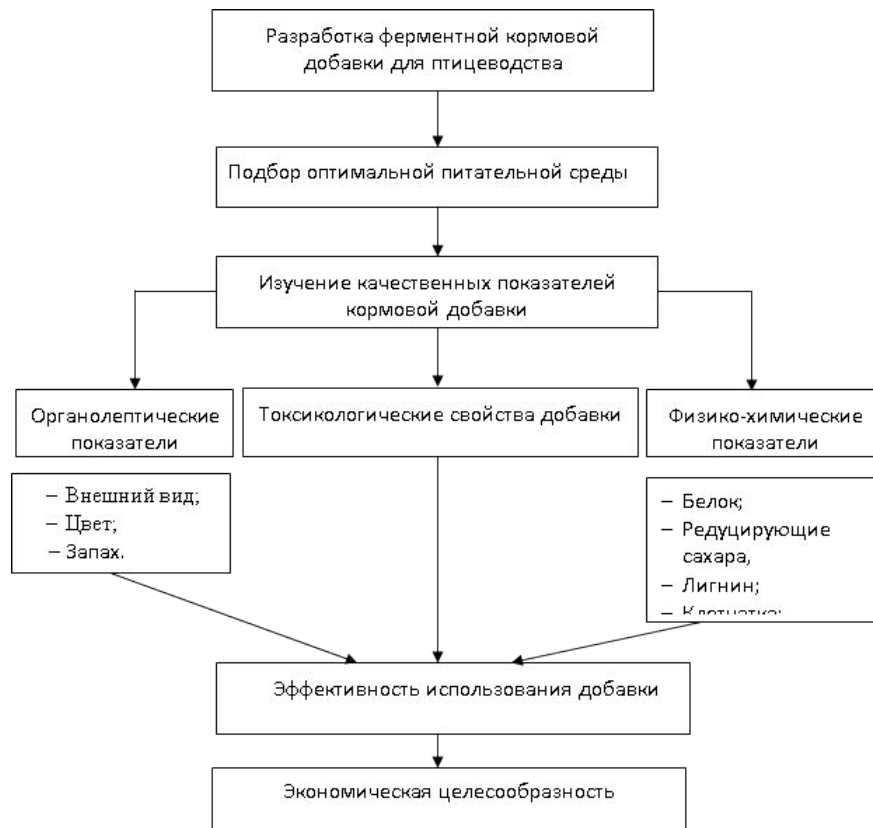 Разработка ферментной кормовой
добавки для птицеводства
Подбор оптимальной питательной среды
Изучение качественных показателей
кормовой добавки
Органолептические
показатели
Токсикологические свойства добавки
Физико-химические
показатели
– Внешний вид;
– Цвет;
– Запах.
– Белок;
– Редуцирующие
сахара,
– Лигнин;
– Клетчатка;
Эффективность использования добавки
Экономическая целесообразность